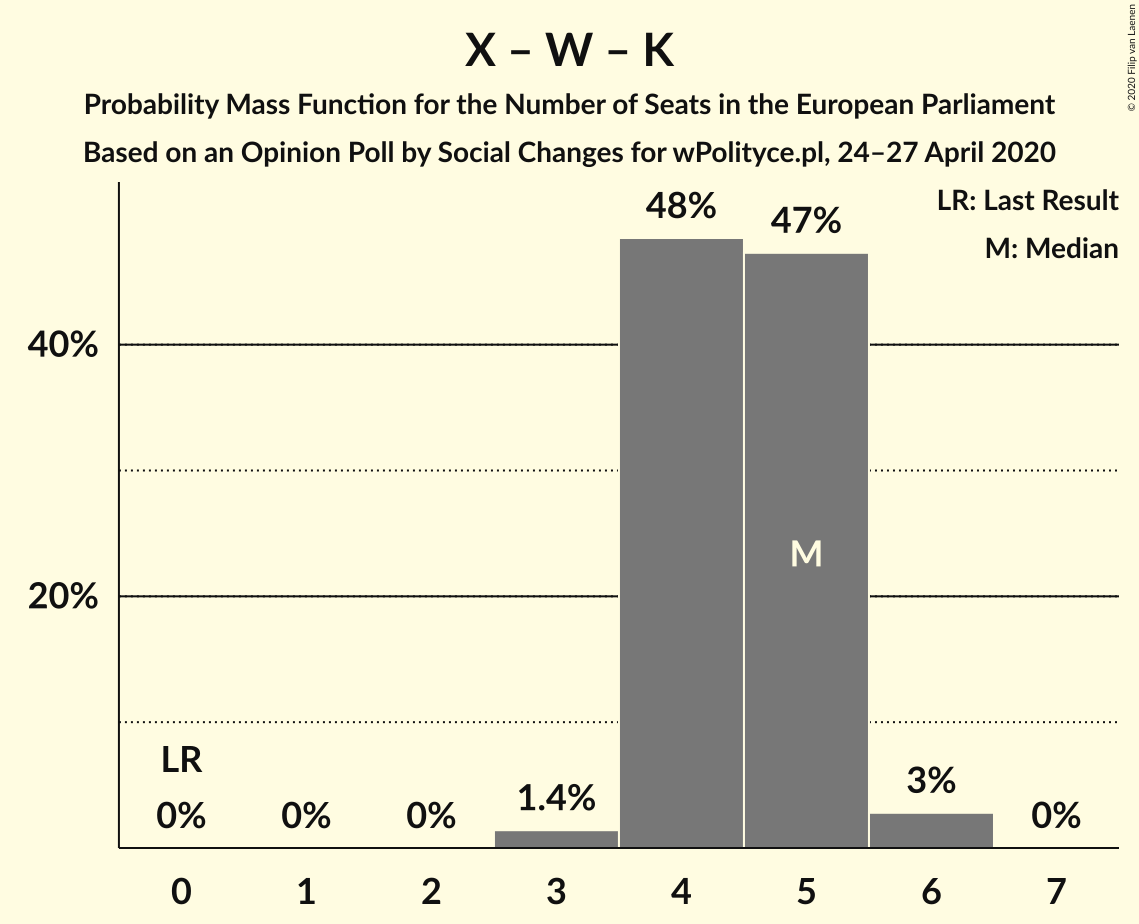 X – W – K
Probability Mass Function for the Number of Seats in the European Parliament
Based on an Opinion Poll by Social Changes for wPolityce.pl, 24–27 April 2020
© 2020 Filip van Laenen
LR: Last Result
M: Median
48%
47%
40%
M
20%
LR
0%
0%
0%
1.4%
3%
0%
0
1
2
3
4
5
6
7